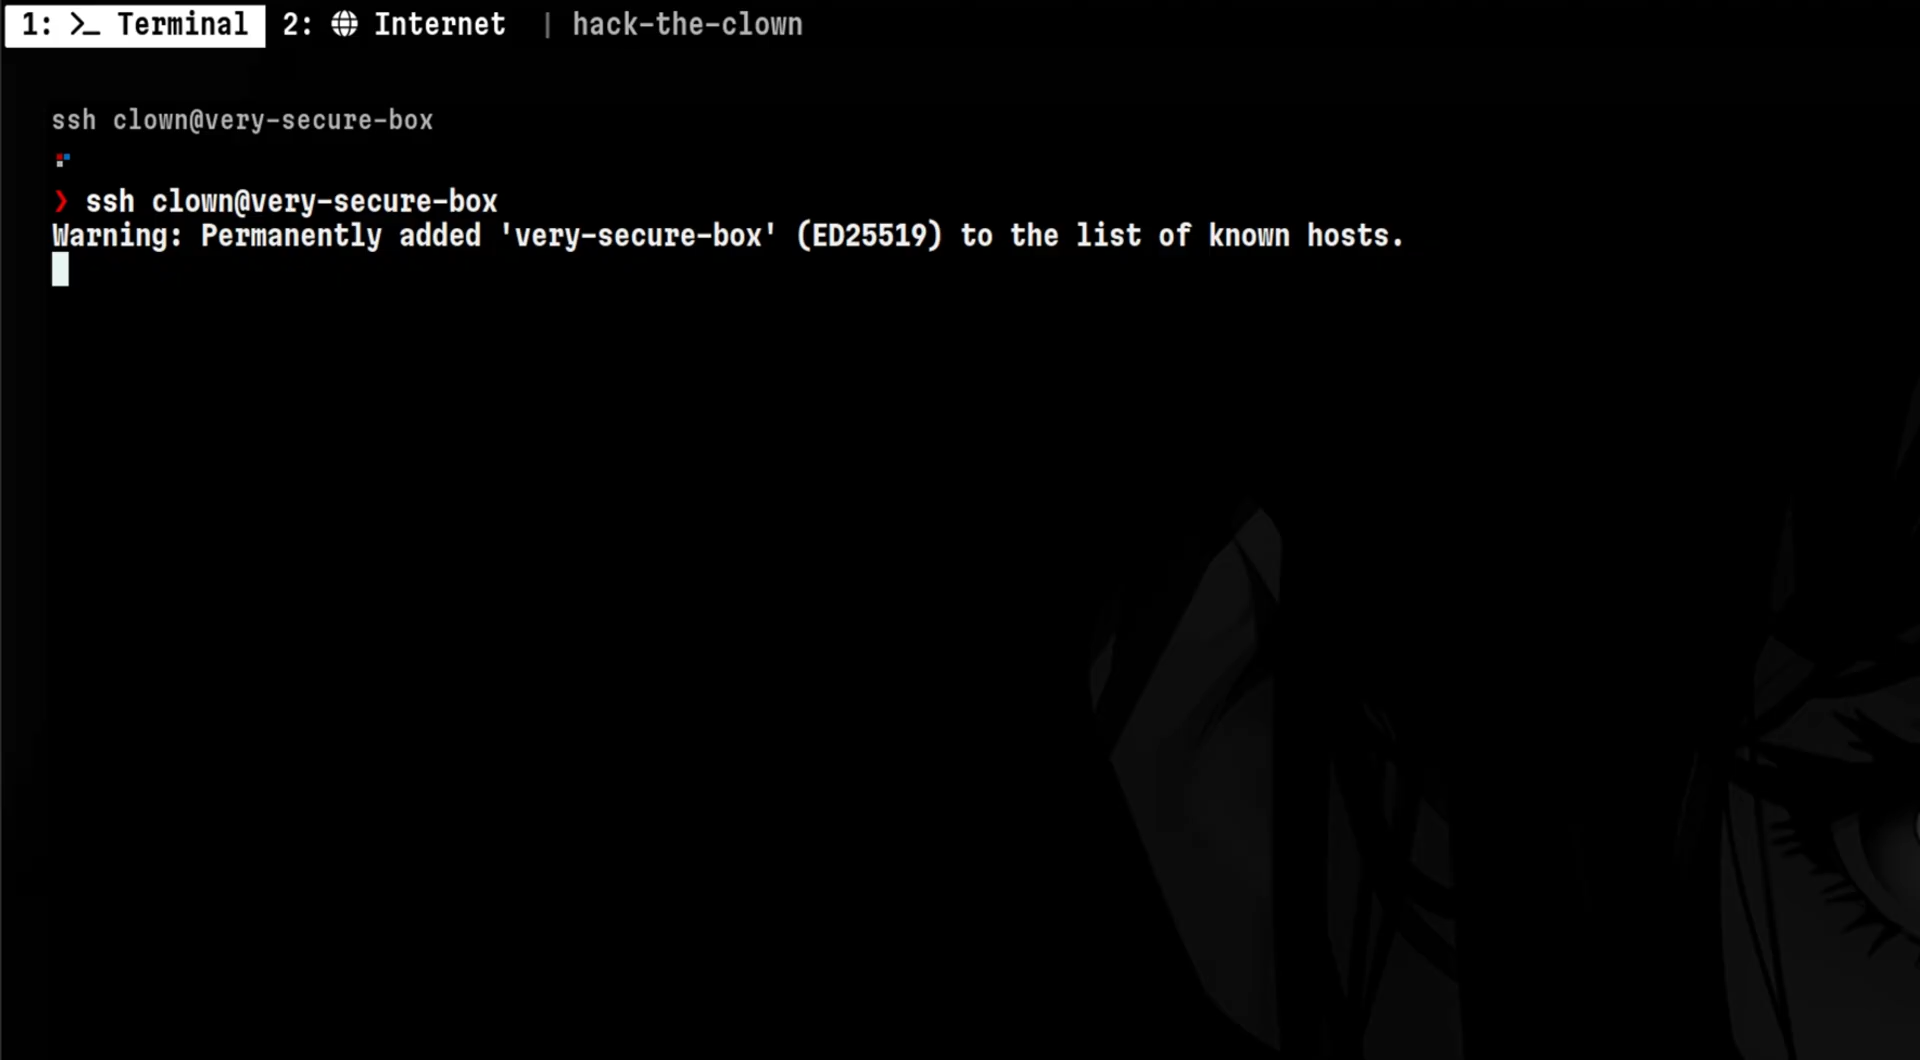 1: >_ Terminal 2: Internet | hack-the-clown
ssh clown@very-secure-box
❯ ssh clown@very-secure-box
Warning: Permanently added 'very-secure-box' (ED25519) to the list of known hosts.